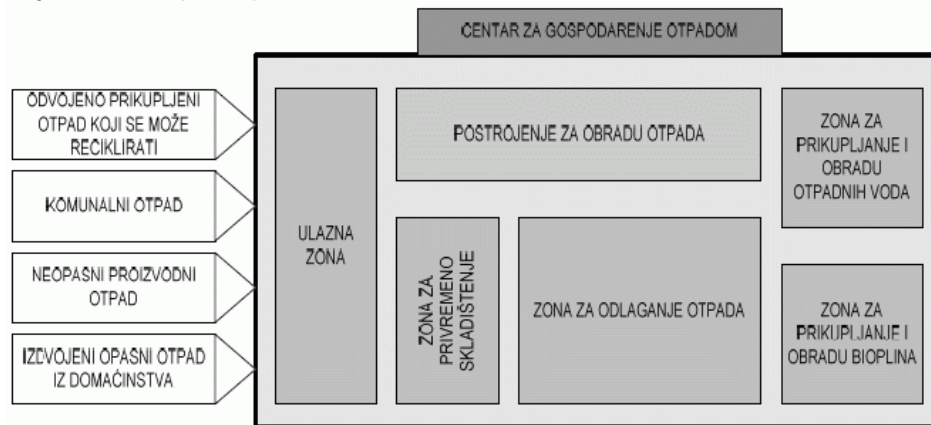 CENTAR ZA GOSPODARENJE OTPADOM
ODVOJENO PRIKUPLJENI
OTPAD KOJI SE MOŽE
RECIKLIRATI
KOMUNALNI OTPAD
NEOPASNI PROIZVODNI
OTPAD
IZDVOJENI OPASNI OTPAD
IZ DOMAĆINSTVA
ULAZNA
ZONA
POSTROJENJE ZA OBRADU OTPADA
ZONA ZA
PRIVREMENO
SKLADIŠTENJE
ZONA ZA ODLAGANJE OTPADA
ZONA ZA
PRIKUPLJANJE I
OBRADU
OTPADNIH VODA
ZONA ZA
PRIKUPLJANJE I
OBRADU BIOPLINA